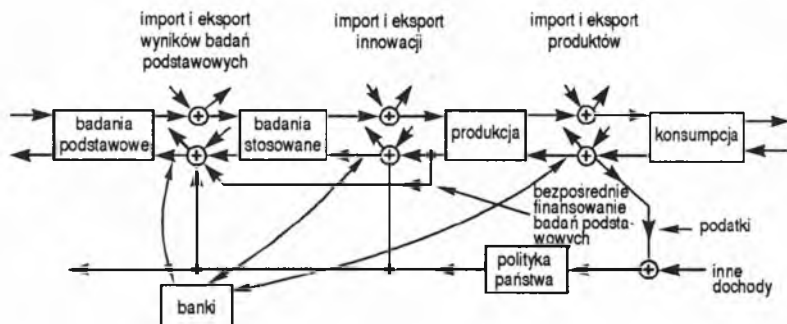 import i eksport
wyników badań
podstawowych
import i eksport
innowacji
import i eksport
produktów
badania
podstawowe
badania
stosowane
produkcja
konsumpcja
bezpośrednie
finansowanie
badań podsta-
wowych
podatki
polityka
państwa
inne
dochody
banki